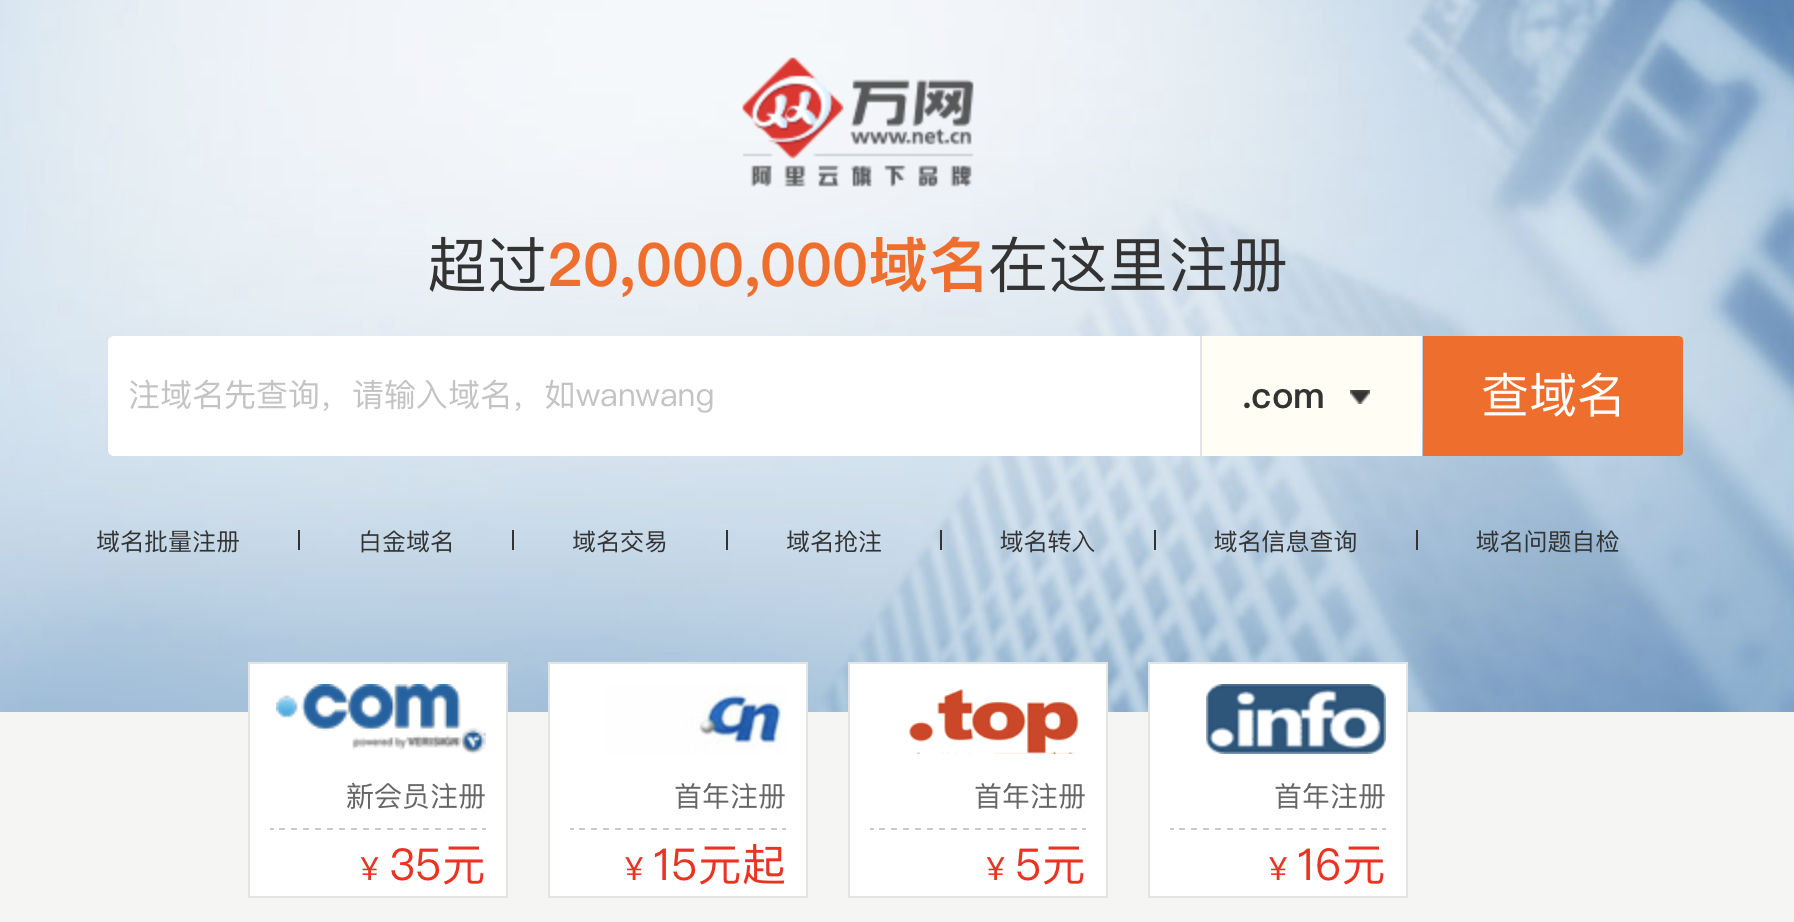 万网
www.net.cn
阿里云旗下品牌
超过20,000,000域名在这里注册
注域名先查询，请输入域名，如wanwang
.com
查域名
域名批量注册 | 白金域名 | 域名交易 | 域名抢注 | 域名转入 | 域名信息查询 | 域名问题自检
.com
powered by VERISIGN
新会员注册
¥ 35元
.cn
首年注册
¥ 15元起
.top
首年注册
¥ 5元
.info
首年注册
¥ 16元